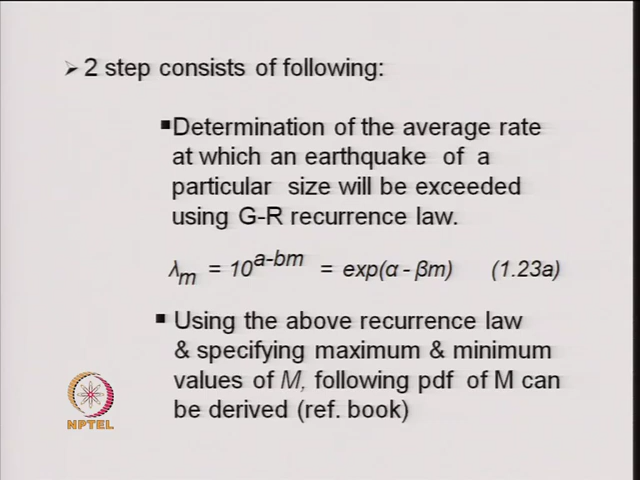 ➢ 2 step consists of following:
▪Determination of the average rate
at which an earthquake of a
particular size will be exceeded
using G-R recurrence law.
λm = 10^a-bm = exp(α - βm) (1.23a)
▪ Using the above recurrence law
& specifying maximum & minimum
values of M, following pdf of M can
be derived (ref. book)
NPTEL